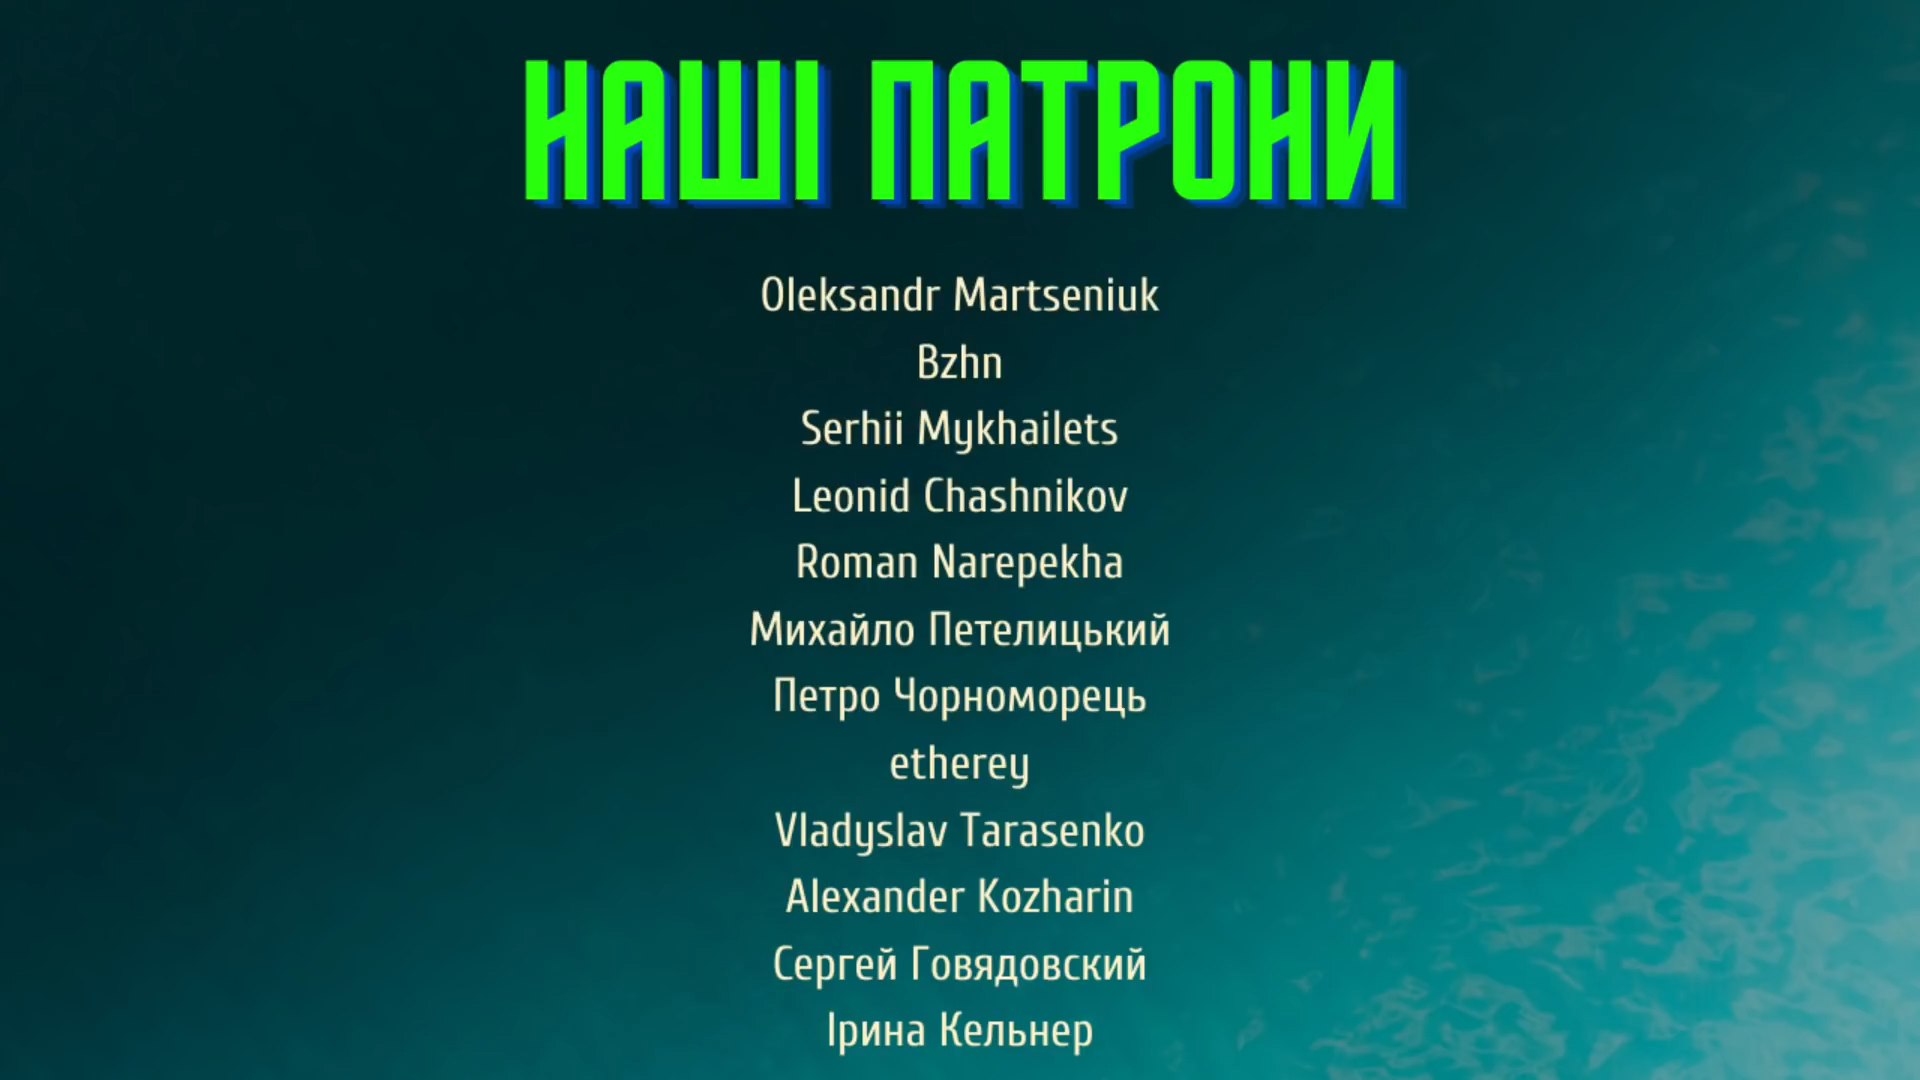 НАШІ ПАТРОНИ
Oleksandr Martseniuk
Bzhn
Serhii Mykhailets
Leonid Chashnikov
Roman Narepekha
Михайло Петелицький
Петро Чорноморець
etherey
Vladyslav Tarasenko
Alexander Kozharin
Сергей Говядовский
Ірина Кельнер